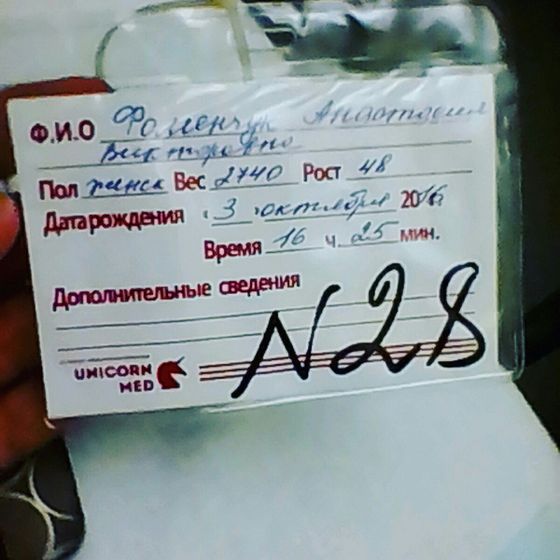 Ф.И.О Фоменчук Анастасия
Викторовна
Пол женск Вес 2740 Рост 48
Дата рождения 3 октября 2016
Время 16 ч. 25 мин.
Дополнительные сведения
N28
UNICORN
MED